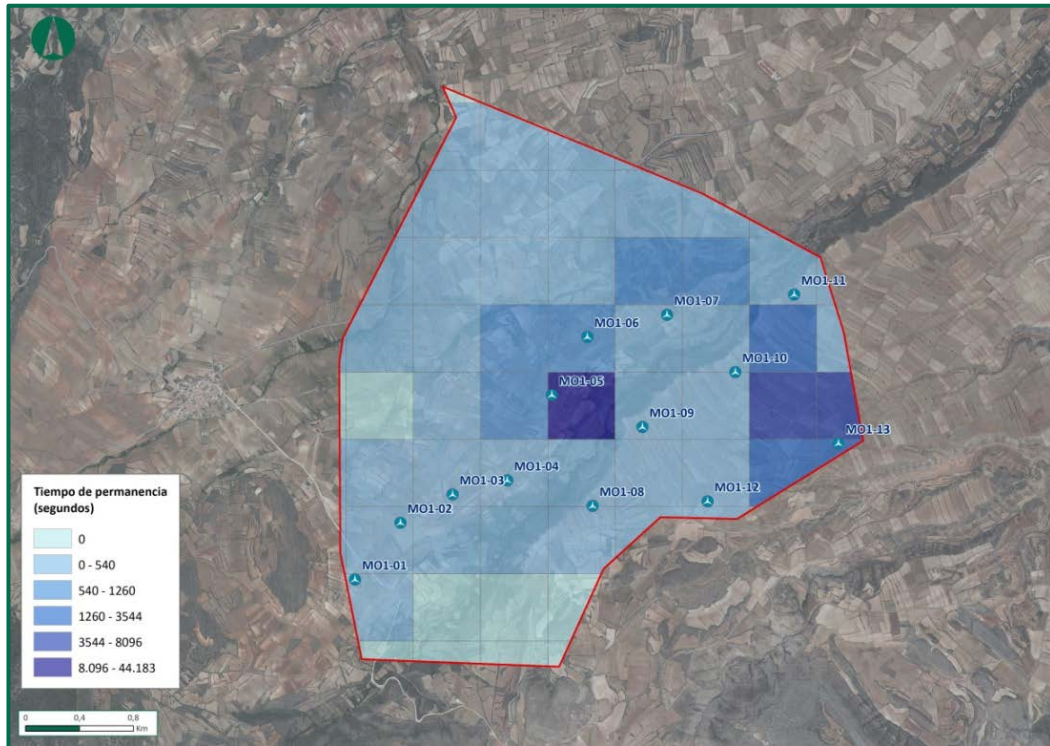 MO1-11
MO1-07
MO1-06
MO1-10
MO1-05
MO1-09
MO1-13
MO1-04
MO1-03
MO1-12
MO1-08
MO1-02
MO1-01
Tiempo de permanencia
(segundos)
0
0 - 540
540 - 1260
1260 - 3544
3544 - 8096
8.096 - 44.183
0 0,4 0,8
Km